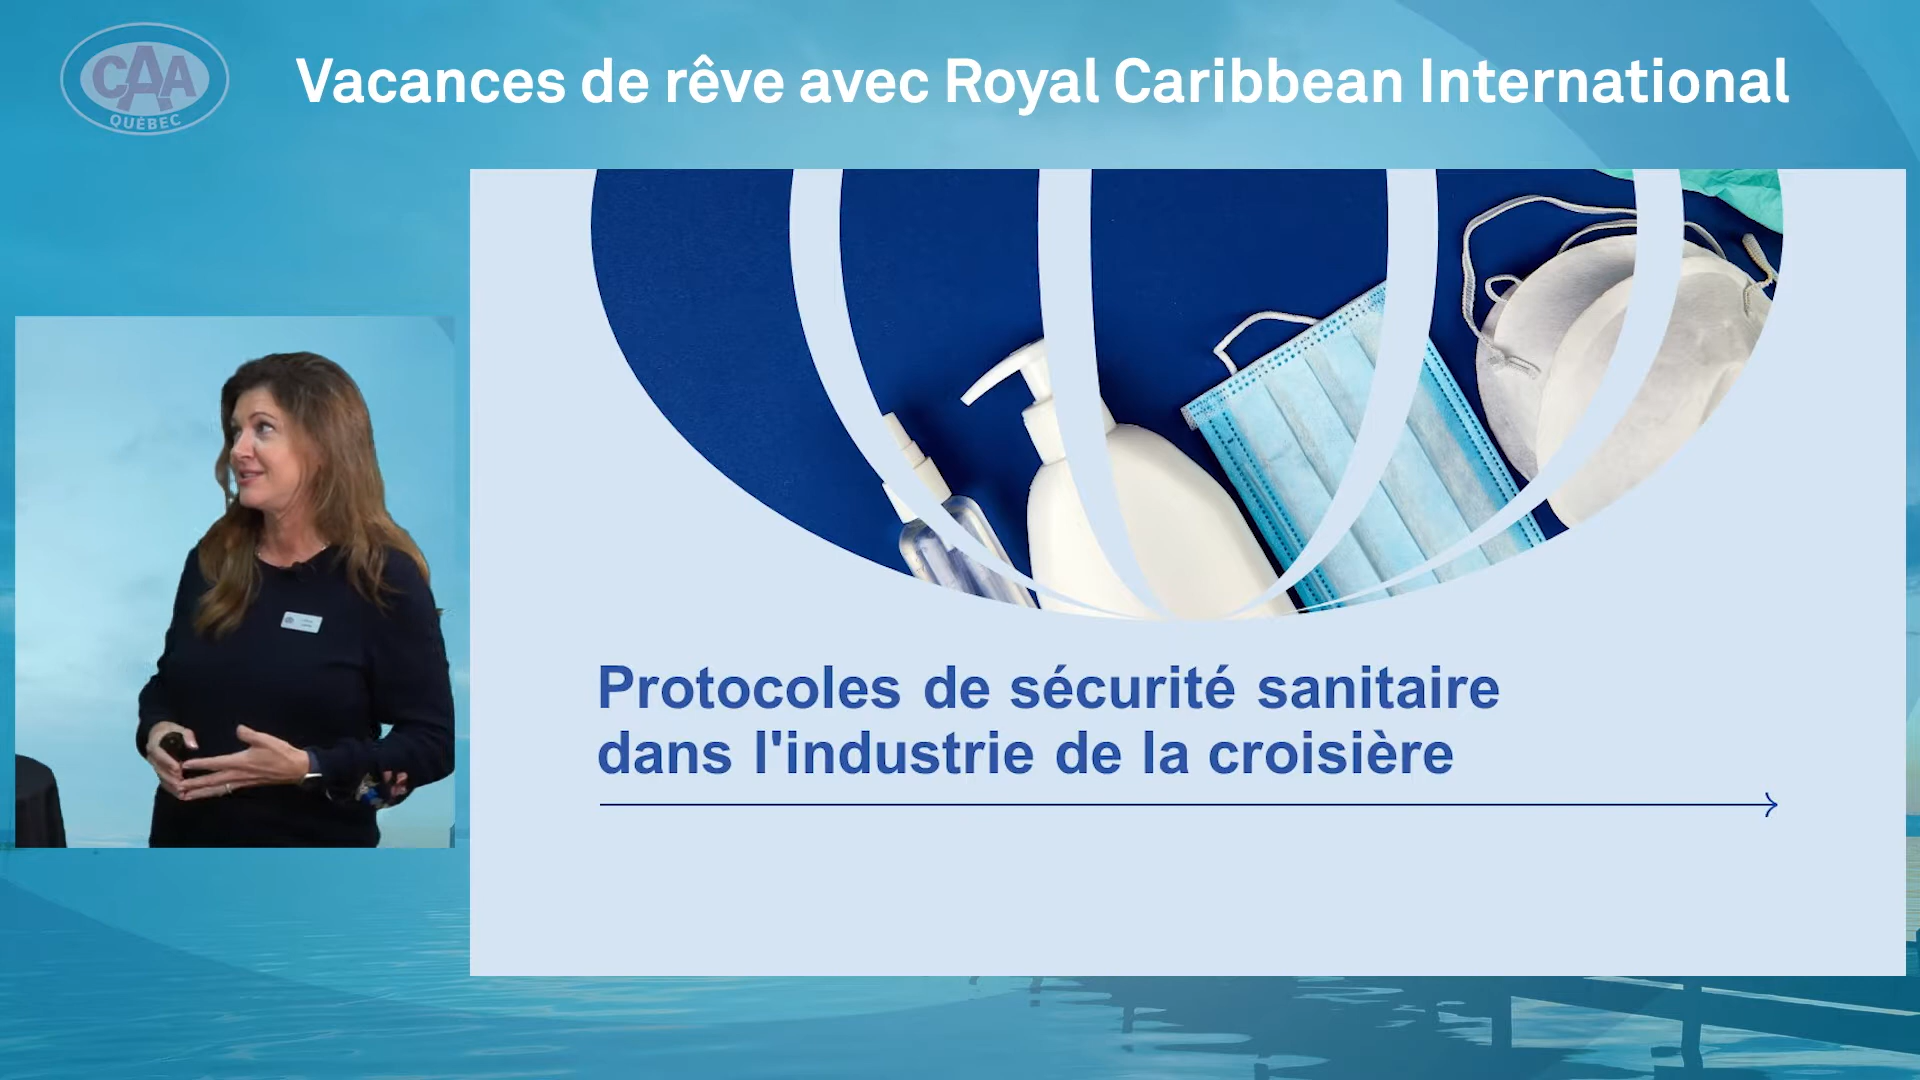 CAA
QUÉBEC
Vacances de rêve avec Royal Caribbean International
Protocoles de sécurité sanitaire
dans l'industrie de la croisière